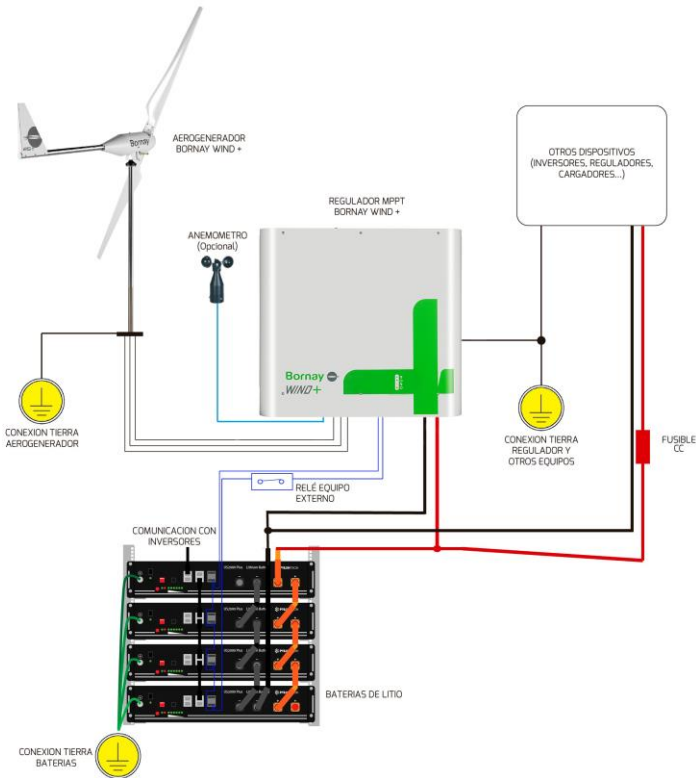 AEROGENERADOR
BORNAY WIND +
Bornay
OTROS DISPOSITIVOS
(INVERSORES, REGULADORES,
CARGADORES...)
REGULADOR MPPT
BORNAY WIND +
ANEMOMETRO
(Opcional)
Bornay
WIND+
CONEXION TIERRA
AEROGENERADOR
CONEXION TIERRA
REGULADOR Y
OTROS EQUIPOS
FUSIBLE
CC
RELÉ EQUIPO
EXTERNO
COMUNICACION CON
INVERSORES
BATERIAS DE LITIO
CONEXION TIERRA
BATERIAS